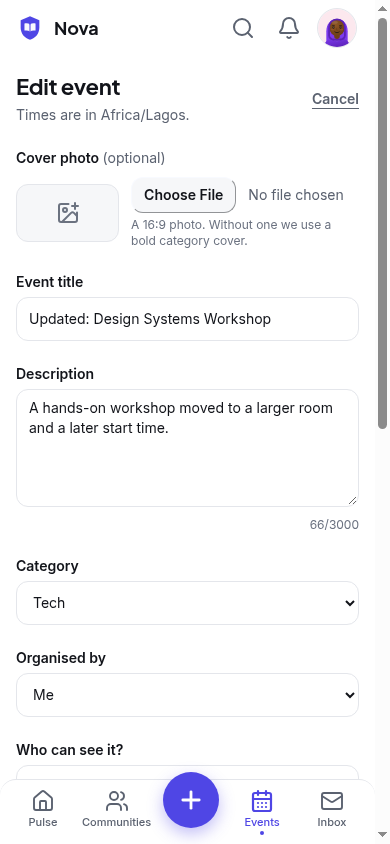 Nova
Edit event
Times are in Africa/Lagos.
Cancel
Cover photo (optional)
Choose File No file chosen
A 16:9 photo. Without one we use a
bold category cover.
Event title
Updated: Design Systems Workshop
Description
A hands-on workshop moved to a larger room
and a later start time.
66/3000
Category
Tech
Organised by
Me
Who can see it?
Pulse
Communities
Events
Inbox